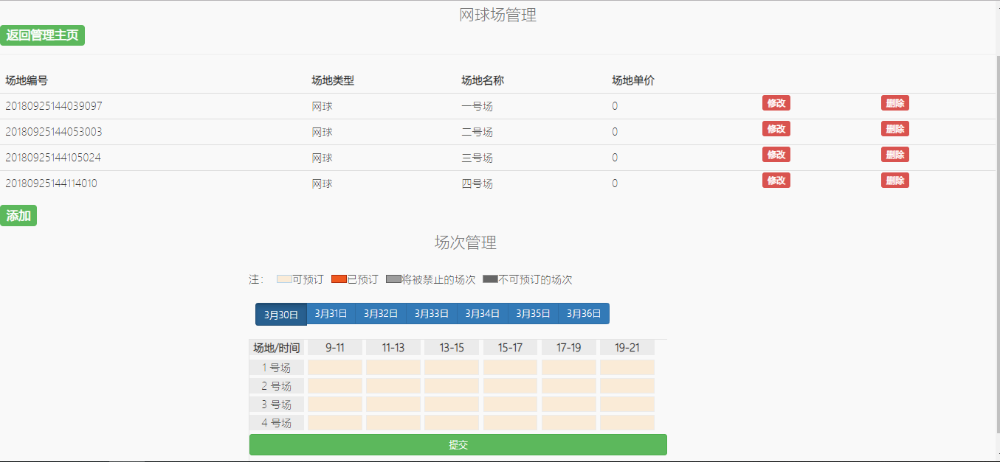 网球场管理
返回管理主页
场地编号 场地类型 场地名称 场地单价
20180925144039097 网球 一号场 0 修改 删除
20180925144053003 网球 二号场 0 修改 删除
20180925144105024 网球 三号场 0 修改 删除
20180925144114010 网球 四号场 0 修改 删除
添加
场次管理
注： 可预订 已预订 将被禁止的场次 不可预订的场次
3月30日 3月31日 3月32日 3月33日 3月34日 3月35日 3月36日
场地/时间 9-11 11-13 13-15 15-17 17-19 19-21
1 号场
2 号场
3 号场
4 号场
提交